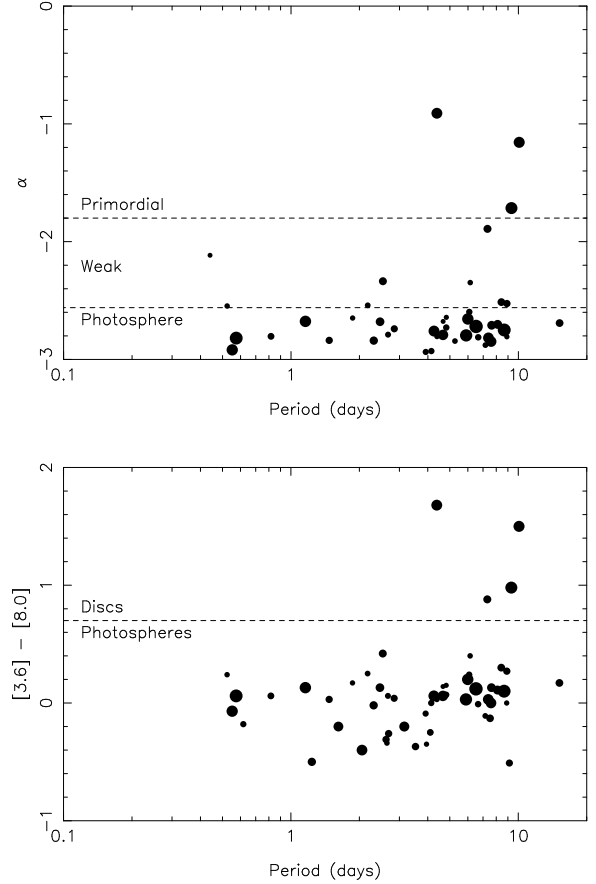 0
−1
α
Primordial
−2
Weak
Photosphere
−3
0.1 1 10
Period (days)
2
1
[3.6] − [8.0]
Discs
Photospheres
0
−1
0.1 1 10
Period (days)